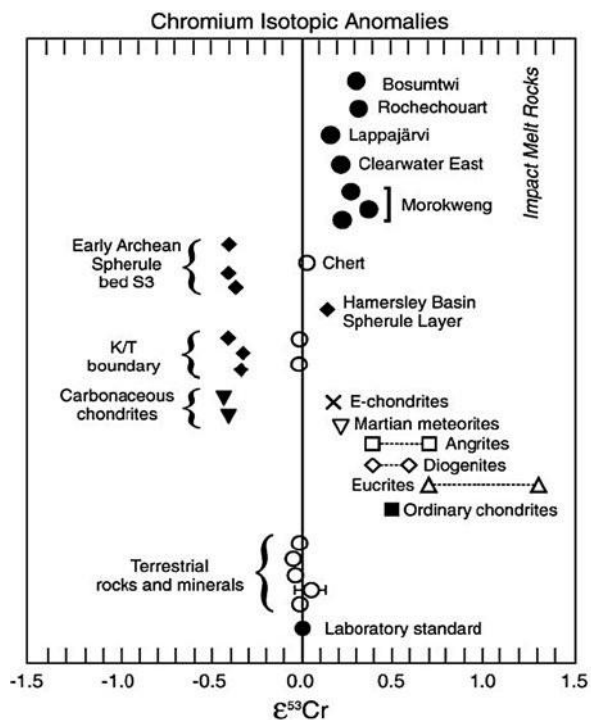 Chromium Isotopic Anomalies
Bosumtwi
Rochechouart
Lappajärvi
Clearwater East
Morokweng
Impact Melt Rocks
Early Archean
Spherule
bed S3
Chert
Hamersley Basin
Spherule Layer
K/T
boundary
Carbonaceous
chondrites
E-chondrites
Martian meteorites
Angrites
Diogenites
Eucrites
Ordinary chondrites
Terrestrial
rocks and minerals
Laboratory standard
-1.5 -1.0 -0.5 0.0 0.5 1.0 1.5
ε⁵³Cr